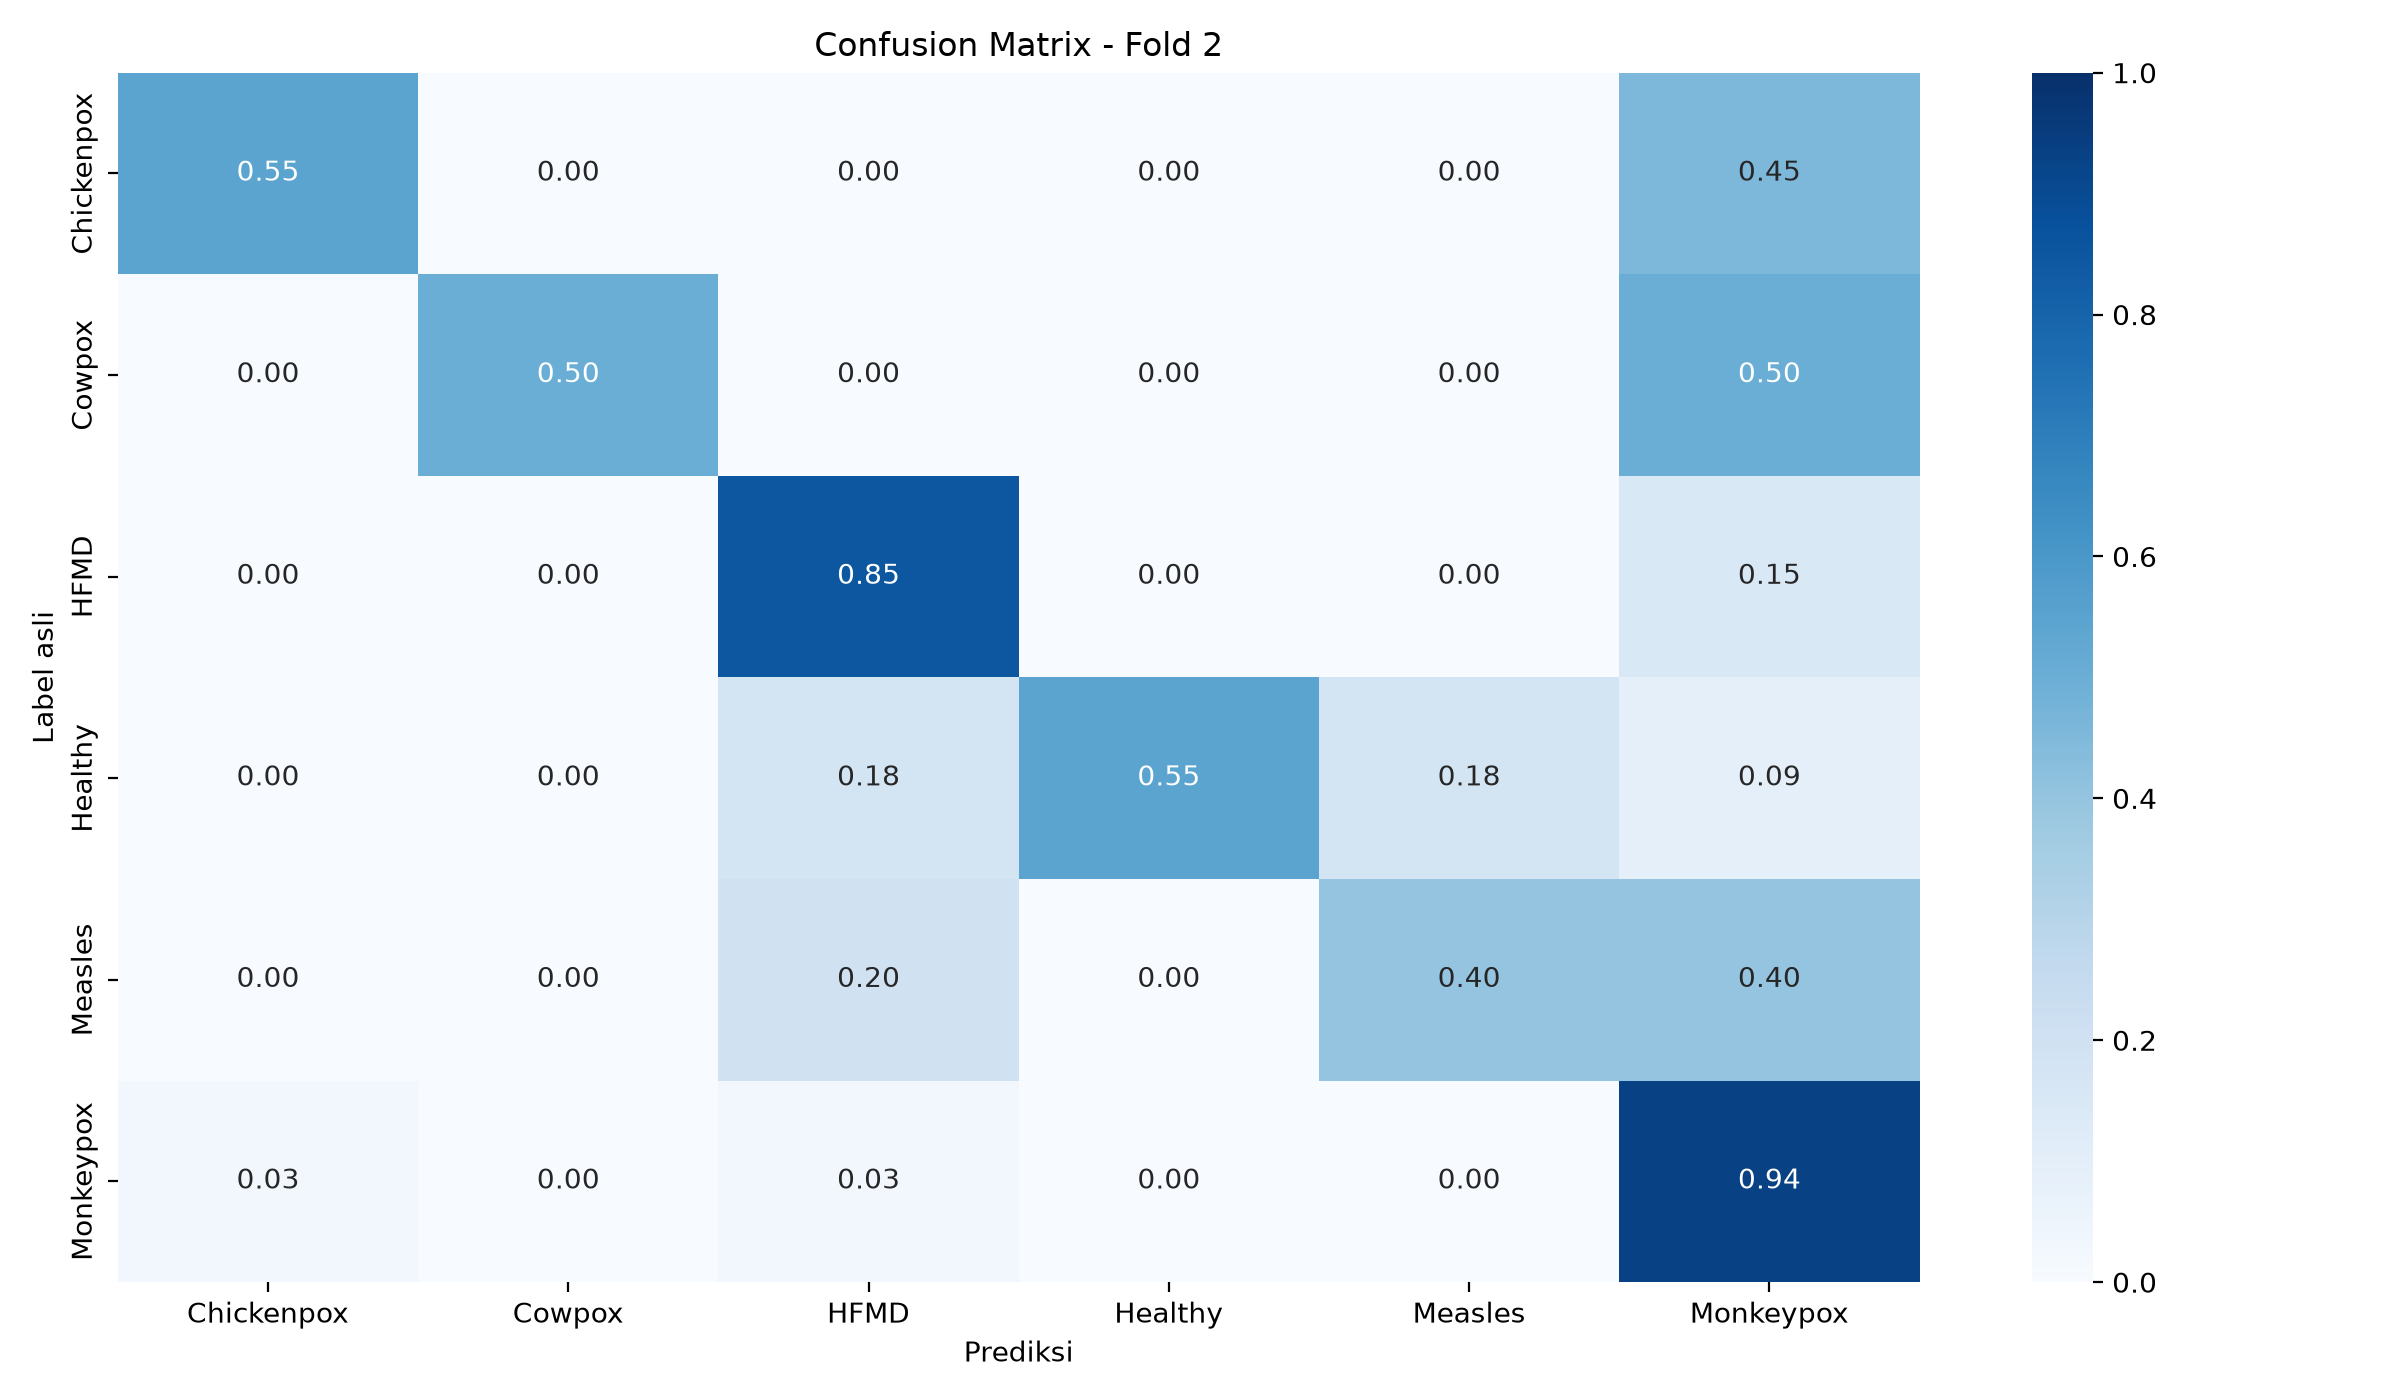 Confusion Matrix - Fold 2
Label asli
Chickenpox 0.55 0.00 0.00 0.00 0.00 0.45
Cowpox 0.00 0.50 0.00 0.00 0.00 0.50
HFMD 0.00 0.00 0.85 0.00 0.00 0.15
Healthy 0.00 0.00 0.18 0.55 0.18 0.09
Measles 0.00 0.00 0.20 0.00 0.40 0.40
Monkeypox 0.03 0.00 0.03 0.00 0.00 0.94
Chickenpox Cowpox HFMD Healthy Measles Monkeypox
Prediksi
1.0
0.8
0.6
0.4
0.2
0.0